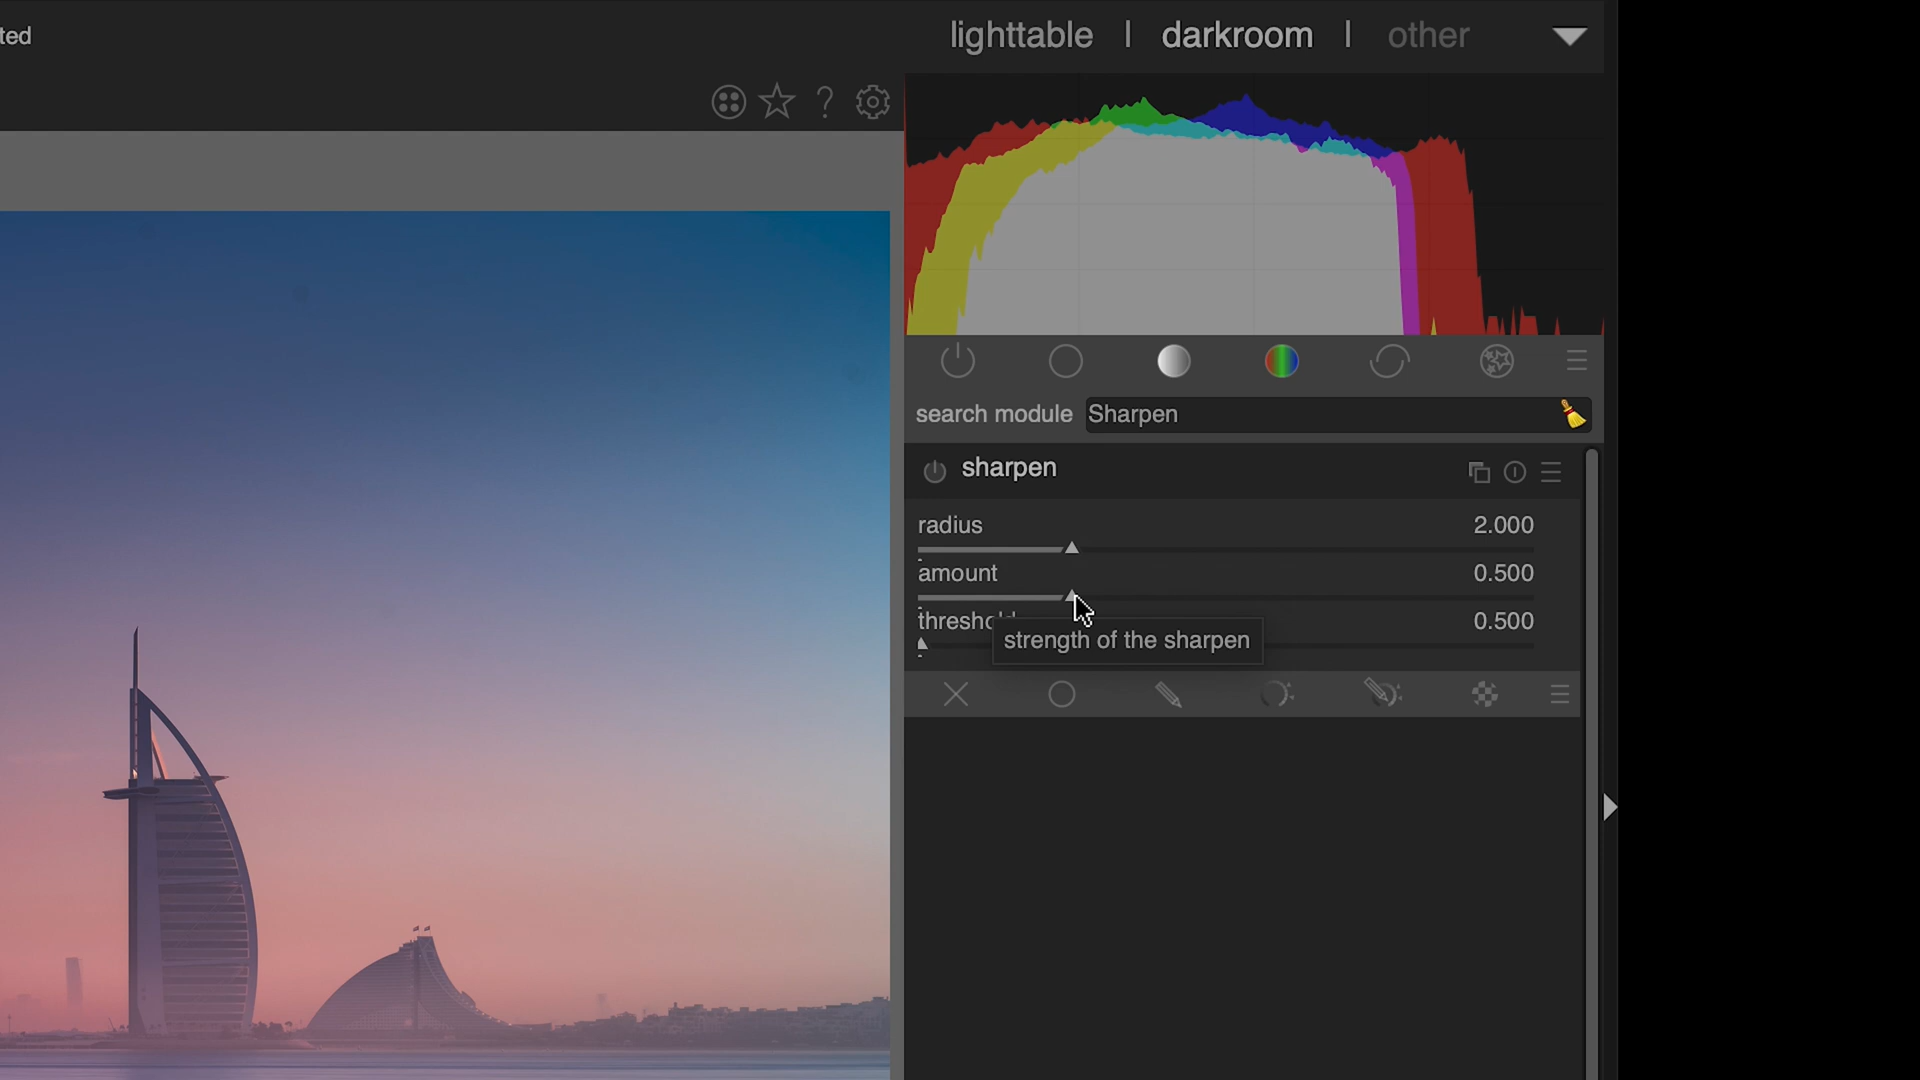 ted
lighttable | darkroom | other
search module Sharpen
sharpen
radius 2.000
amount 0.500
threshold 0.500
strength of the sharpen